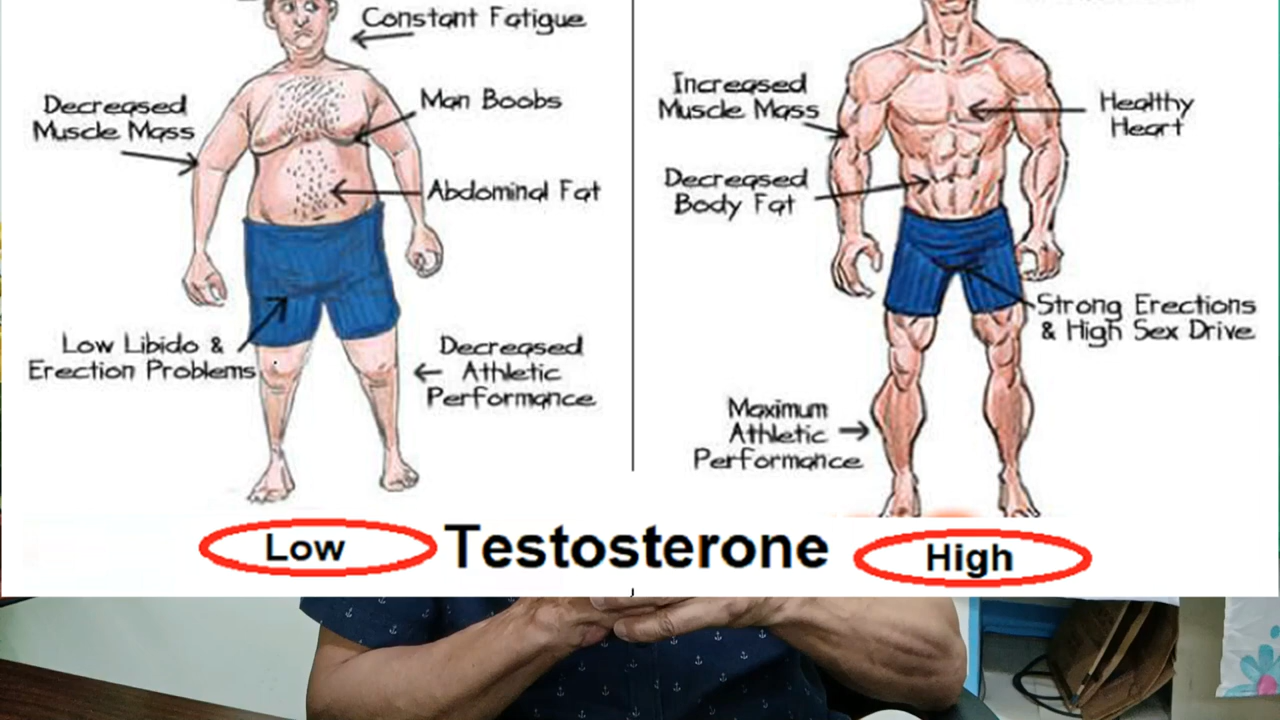 Constant Fatigue
Decreased
Muscle Mass
Man Boobs
Abdominal Fat
Low Libido &
Erection Problems
Decreased
Athletic
Performance
Increased
Muscle Mass
Healthy
Heart
Decreased
Body Fat
Strong Erections
& High Sex Drive
Maximum
Athletic
Performance
Low
Testosterone
High